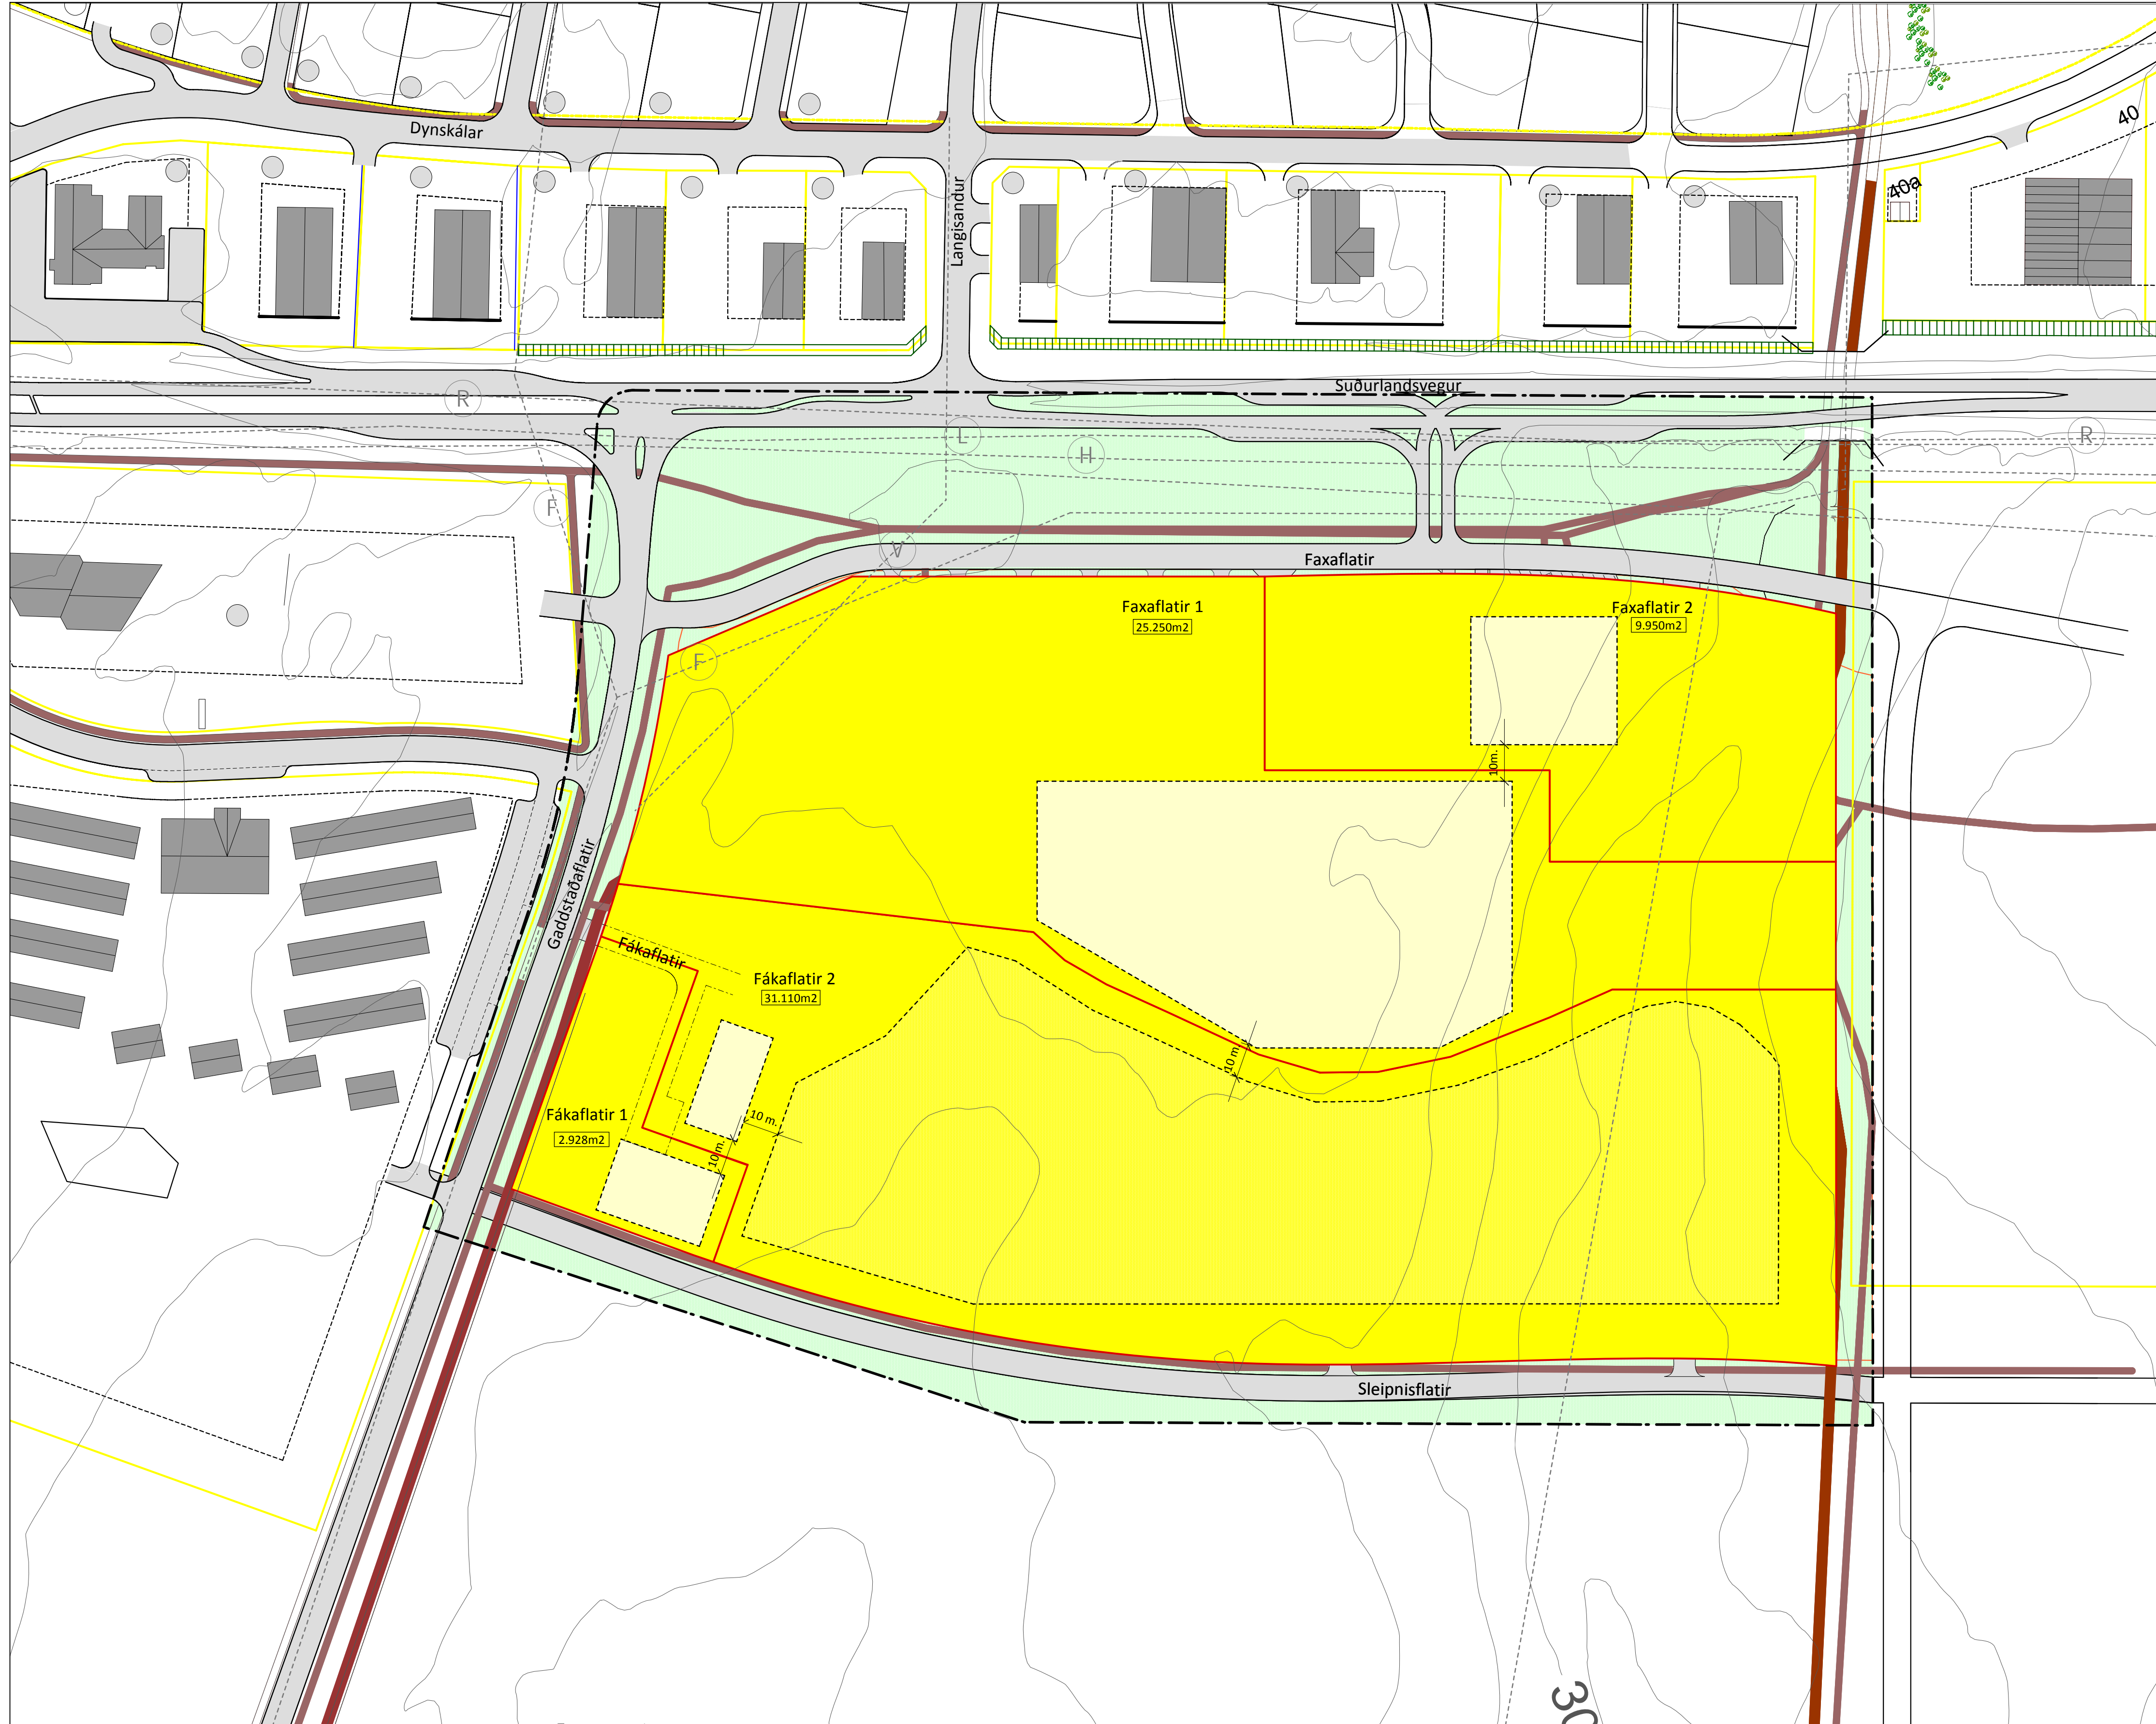 40
Dynskálar
40a
Langisandur
Suðurlandsvegur
R
L
R
H
F
A
Faxaflatir
Faxaflatir 1
25.250m2
Faxaflatir 2
9.950m2
F
10m.
Gaddstaðaflatir
Fákaflatir
Fákaflatir 2
31.110m2
10 m.
Fákaflatir 1
2.928m2
10 m.
10 m.
Sleipnisflatir
30